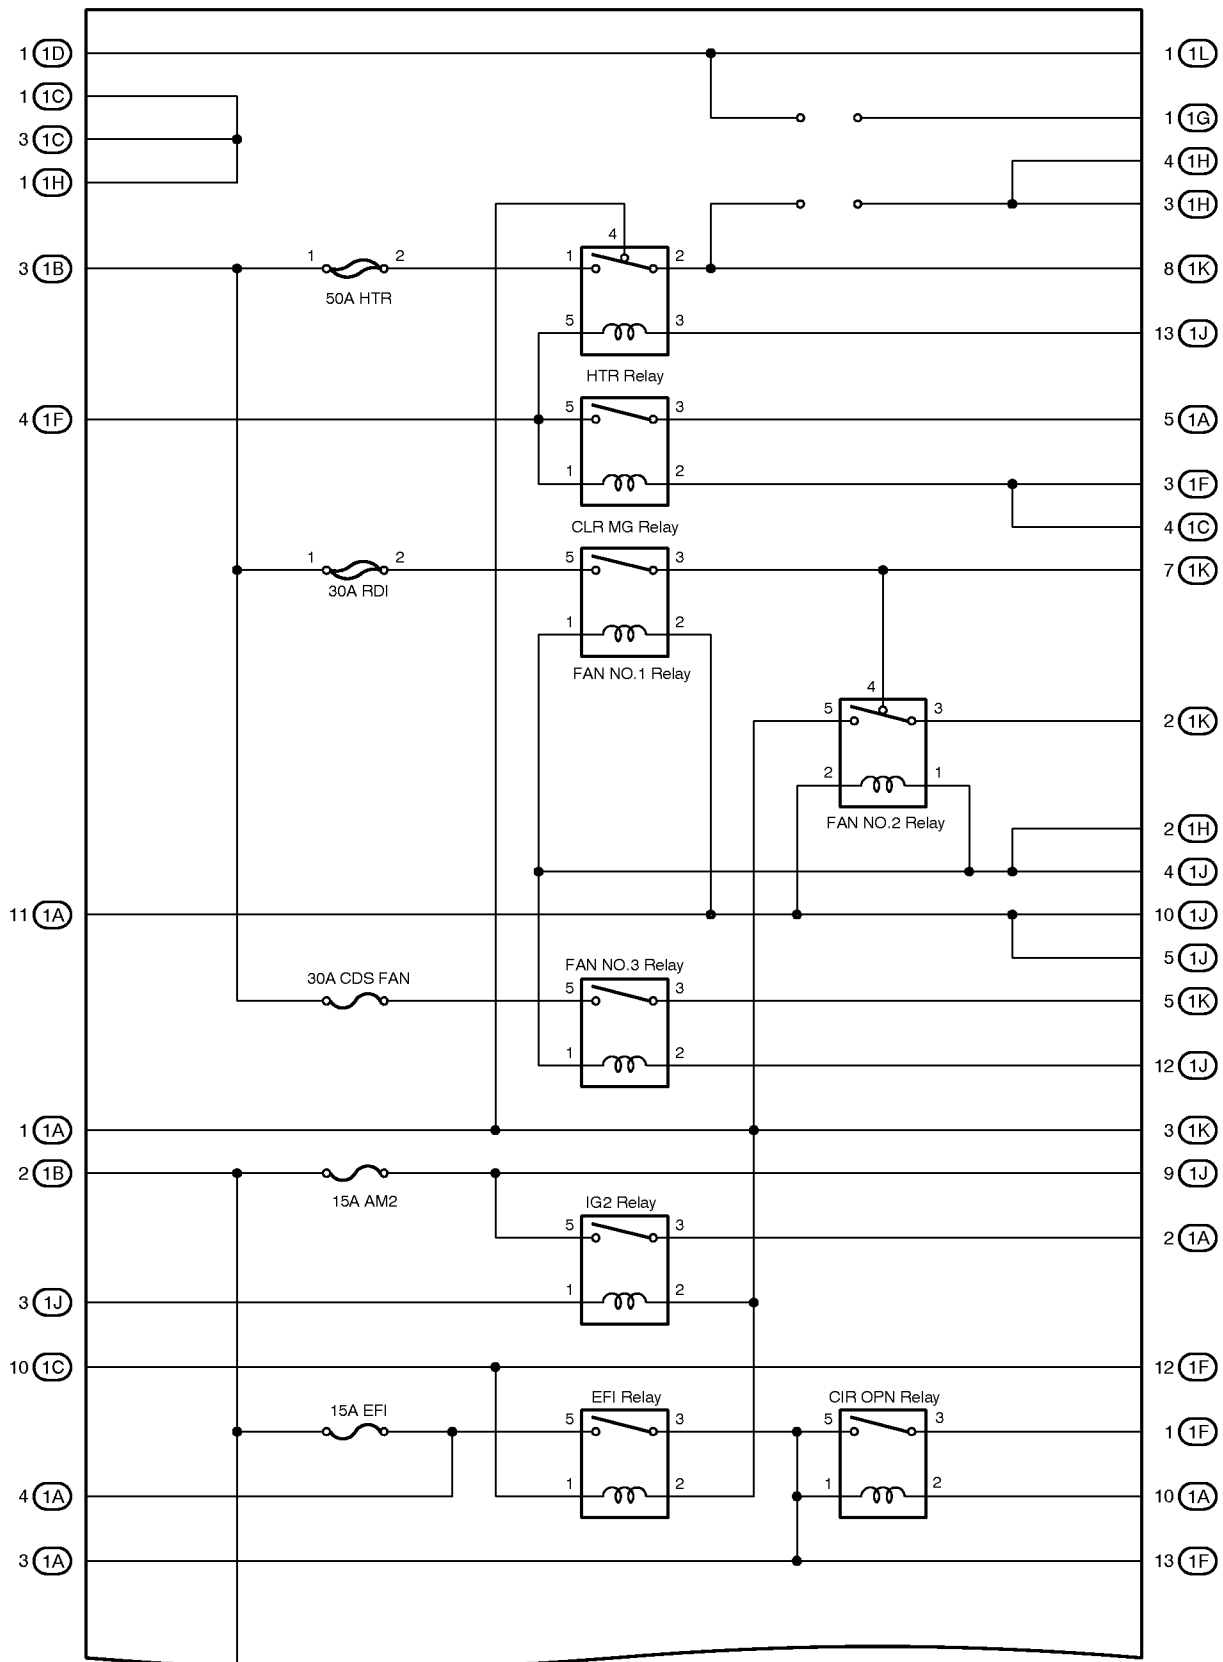 1 1D 1 1L
1 1C
1 1G
3 1C
4 1H
1 1H
3 1H
4
3 1B 1 2 1 2 8 1K
50A HTR
5 3 13 1J
HTR Relay
4 1F 5 3 5 1A
1 2 3 1F
CLR MG Relay 4 1C
1 2 5 3 7 1K
30A RDI
1 2
FAN NO.1 Relay
4
5 3 2 1K
2 1
FAN NO.2 Relay 2 1H
4 1J
11 1A 10 1J
FAN NO.3 Relay 5 1J
30A CDS FAN
5 3 5 1K
1 2 12 1J
1 1A 3 1K
2 1B 9 1J
15A AM2 IG2 Relay
5 3 2 1A
3 1J 1 2
10 1C 12 1F
EFI Relay CIR OPN Relay
15A EFI
5 3 5 3 1 1F
4 1A 1 2 1 2 10 1A
3 1A 13 1F